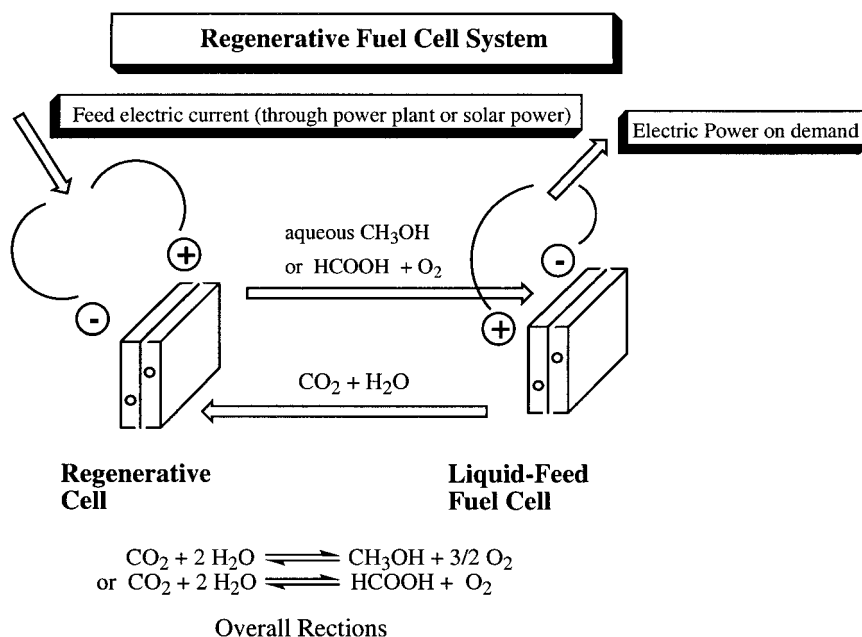 Regenerative Fuel Cell System
Feed electric current (through power plant or solar power)
Electric Power on demand
aqueous CH₃OH
or HCOOH + O₂
+
-
-
+
CO₂ + H₂O
Regenerative
Cell
Liquid-Feed
Fuel Cell
CO₂ + 2 H₂O ⇌ CH₃OH + 3/2 O₂
or CO₂ + 2 H₂O ⇌ HCOOH + O₂
Overall Rections